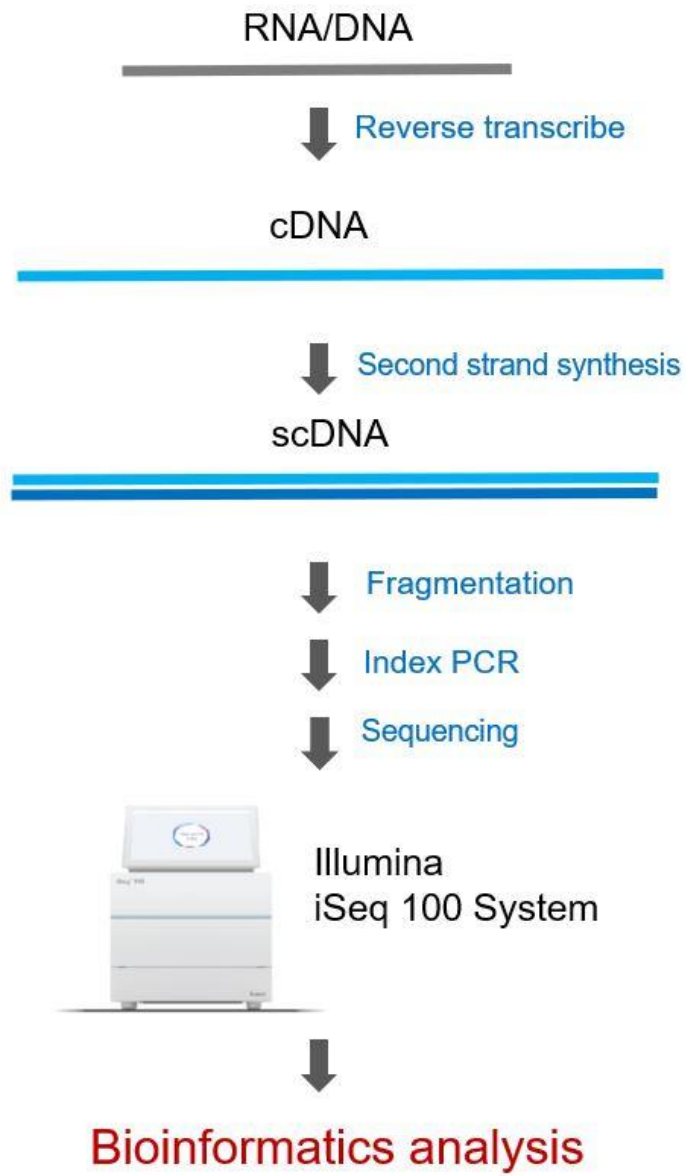 RNA/DNA
Reverse transcribe
cDNA
Second strand synthesis
scDNA
Fragmentation
Index PCR
Sequencing
Illumina
iSeq 100 System
Bioinformatics analysis